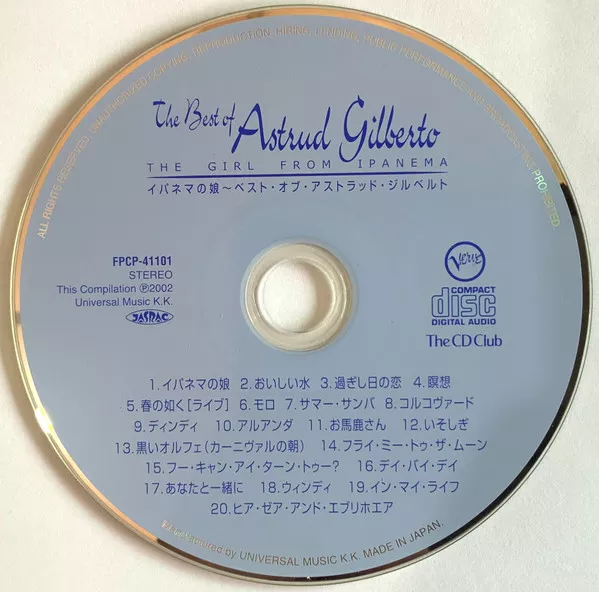 ALL RIGHTS RESERVED. UNAUTHORIZED COPYING, REPRODUCTION, HIRING, LENDING, PUBLIC PERFORMANCE AND BROADCASTING PROHIBITED.
The Best of Astrud Gilberto
THE GIRL FROM IPANEMA
イパネマの娘～ベスト・オブ・アストラッド・ジルベルト
FPCP-41101
STEREO
This Compilation ℗2002
Universal Music K.K.
JASRAC
Verve
COMPACT
disc
DIGITAL AUDIO
The CD Club
1.イパネマの娘 2.おいしい水 3.過ぎし日の恋 4.瞑想
5.春の如く[ライブ] 6.モロ 7.サマー・サンバ 8.コルコヴァード
9.ディンディ 10.アルアンダ 11.お馬鹿さん 12.いそしぎ
13.黒いオルフェ(カーニヴァルの朝) 14.フライ・ミー・トゥ・ザ・ムーン
15.フー・キャン・アイ・ターン・トゥー? 16.デイ・バイ・デイ
17.あなたと一緒に 18.ウィンディ 19.イン・マイ・ライフ
20.ヒア・ゼア・アンド・エブリホエア
Manufactured by UNIVERSAL MUSIC K.K. MADE IN JAPAN.